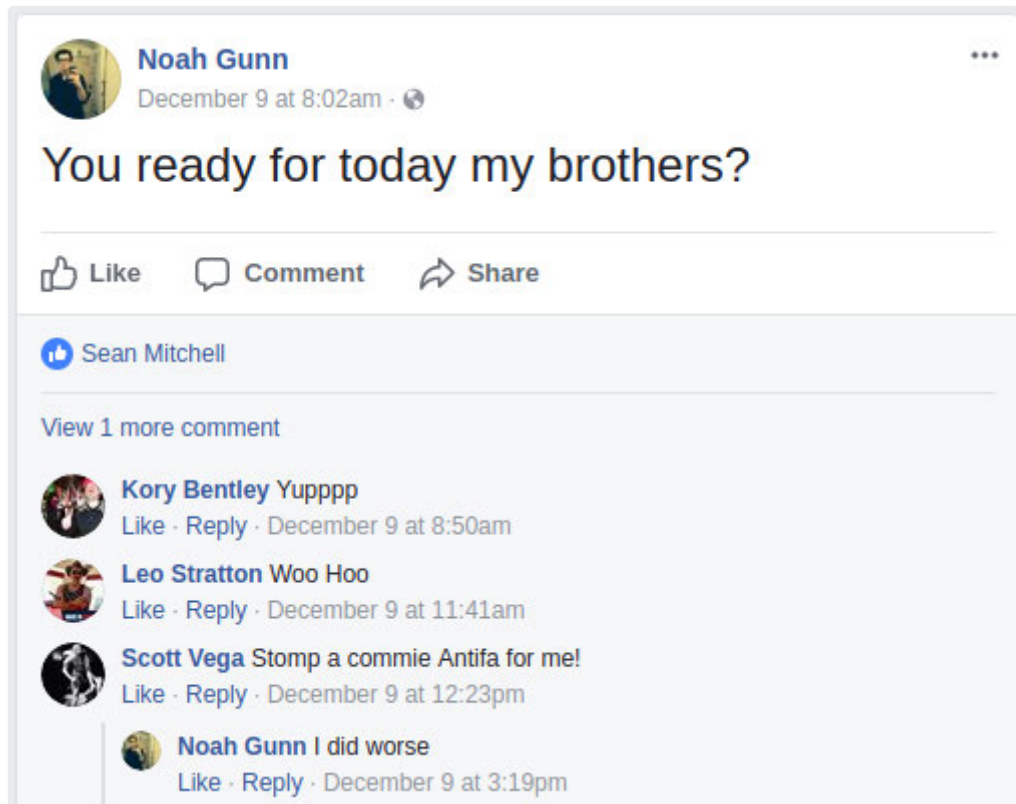 Noah Gunn
December 9 at 8:02am ·
You ready for today my brothers?
Like Comment Share
Sean Mitchell
View 1 more comment
Kory Bentley Yupppp
Like · Reply · December 9 at 8:50am
Leo Stratton Woo Hoo
Like · Reply · December 9 at 11:41am
Scott Vega Stomp a commie Antifa for me!
Like · Reply · December 9 at 12:23pm
Noah Gunn I did worse
Like · Reply · December 9 at 3:19pm